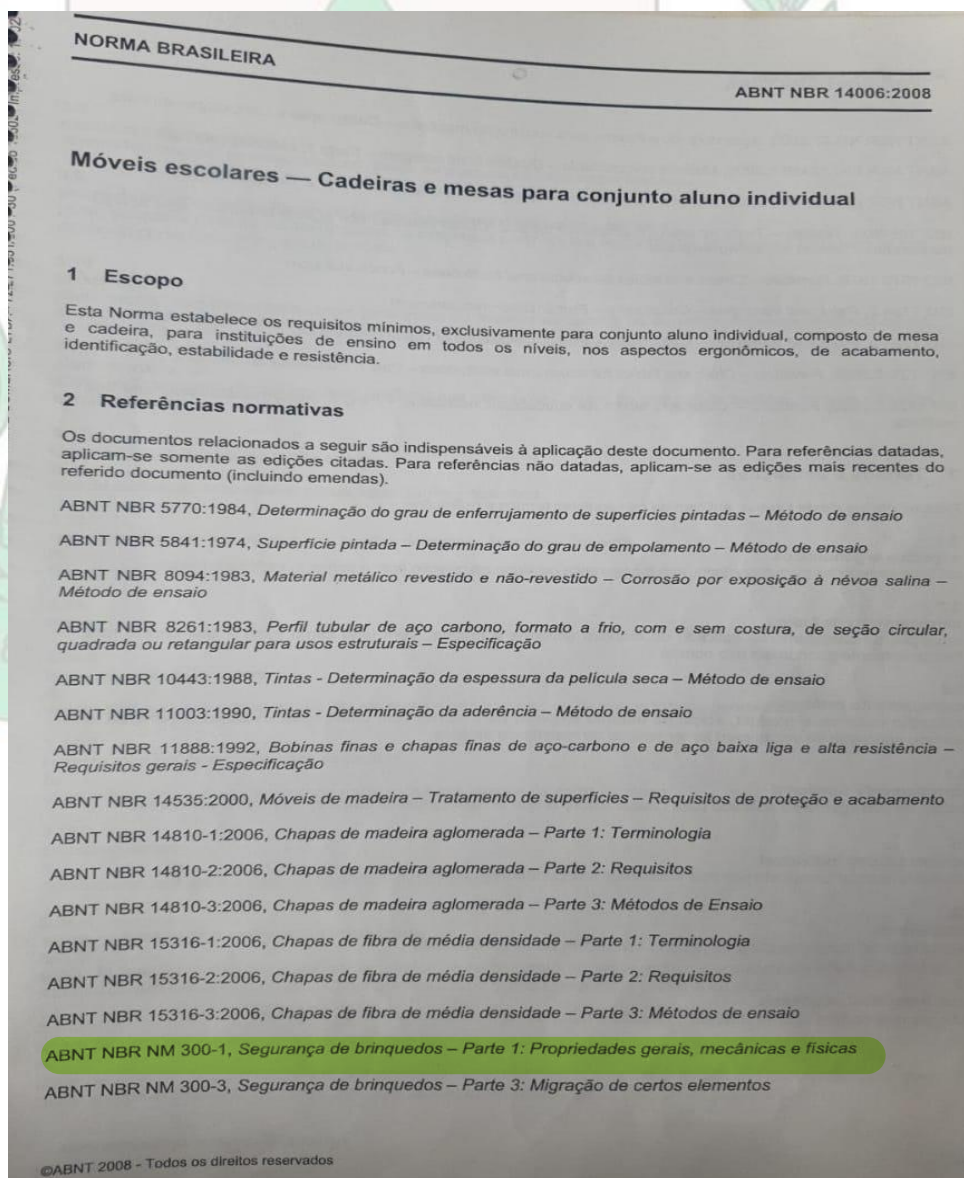 NORMA BRASILEIRA
ABNT NBR 14006:2008
Móveis escolares — Cadeiras e mesas para conjunto aluno individual
1 Escopo
Esta Norma estabelece os requisitos mínimos, exclusivamente para conjunto aluno individual, composto de mesa
e cadeira, para instituições de ensino em todos os níveis, nos aspectos ergonômicos, de acabamento,
identificação, estabilidade e resistência.
2 Referências normativas
Os documentos relacionados a seguir são indispensáveis à aplicação deste documento. Para referências datadas,
aplicam-se somente as edições citadas. Para referências não datadas, aplicam-se as edições mais recentes do
referido documento (incluindo emendas).
ABNT NBR 5770:1984, Determinação do grau de enferrujamento de superfícies pintadas – Método de ensaio
ABNT NBR 5841:1974, Superfície pintada – Determinação do grau de empolamento – Método de ensaio
ABNT NBR 8094:1983, Material metálico revestido e não-revestido – Corrosão por exposição à névoa salina –
Método de ensaio
ABNT NBR 8261:1983, Perfil tubular de aço carbono, formato a frio, com e sem costura, de seção circular,
quadrada ou retangular para usos estruturais – Especificação
ABNT NBR 10443:1988, Tintas - Determinação da espessura da película seca – Método de ensaio
ABNT NBR 11003:1990, Tintas - Determinação da aderência – Método de ensaio
ABNT NBR 11888:1992, Bobinas finas e chapas finas de aço-carbono e de aço baixa liga e alta resistência –
Requisitos gerais - Especificação
ABNT NBR 14535:2000, Móveis de madeira – Tratamento de superfícies – Requisitos de proteção e acabamento
ABNT NBR 14810-1:2006, Chapas de madeira aglomerada – Parte 1: Terminologia
ABNT NBR 14810-2:2006, Chapas de madeira aglomerada – Parte 2: Requisitos
ABNT NBR 14810-3:2006, Chapas de madeira aglomerada – Parte 3: Métodos de Ensaio
ABNT NBR 15316-1:2006, Chapas de fibra de média densidade – Parte 1: Terminologia
ABNT NBR 15316-2:2006, Chapas de fibra de média densidade – Parte 2: Requisitos
ABNT NBR 15316-3:2006, Chapas de fibra de média densidade – Parte 3: Métodos de ensaio
ABNT NBR NM 300-1, Segurança de brinquedos – Parte 1: Propriedades gerais, mecânicas e físicas
ABNT NBR NM 300-3, Segurança de brinquedos – Parte 3: Migração de certos elementos
©ABNT 2008 - Todos os direitos reservados